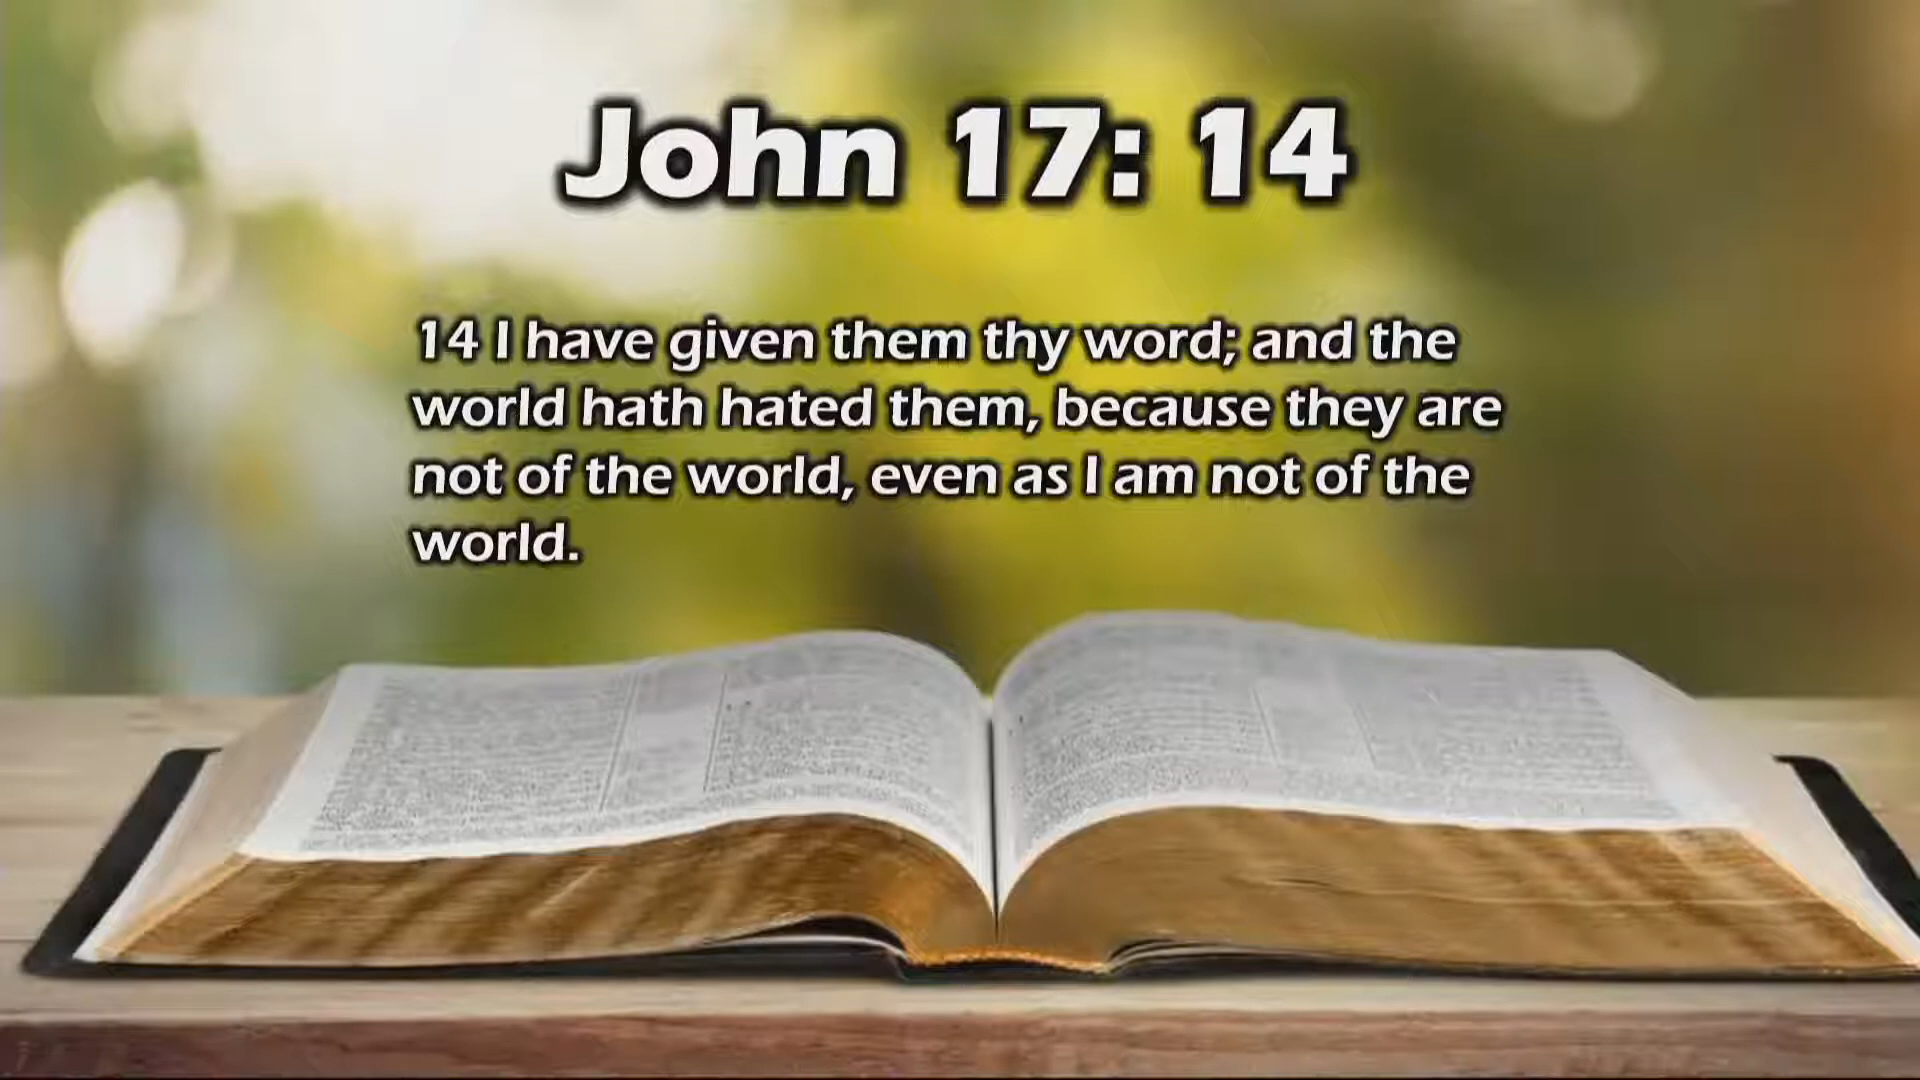 John 17: 14
14 I have given them thy word; and the
world hath hated them, because they are
not of the world, even as I am not of the
world.